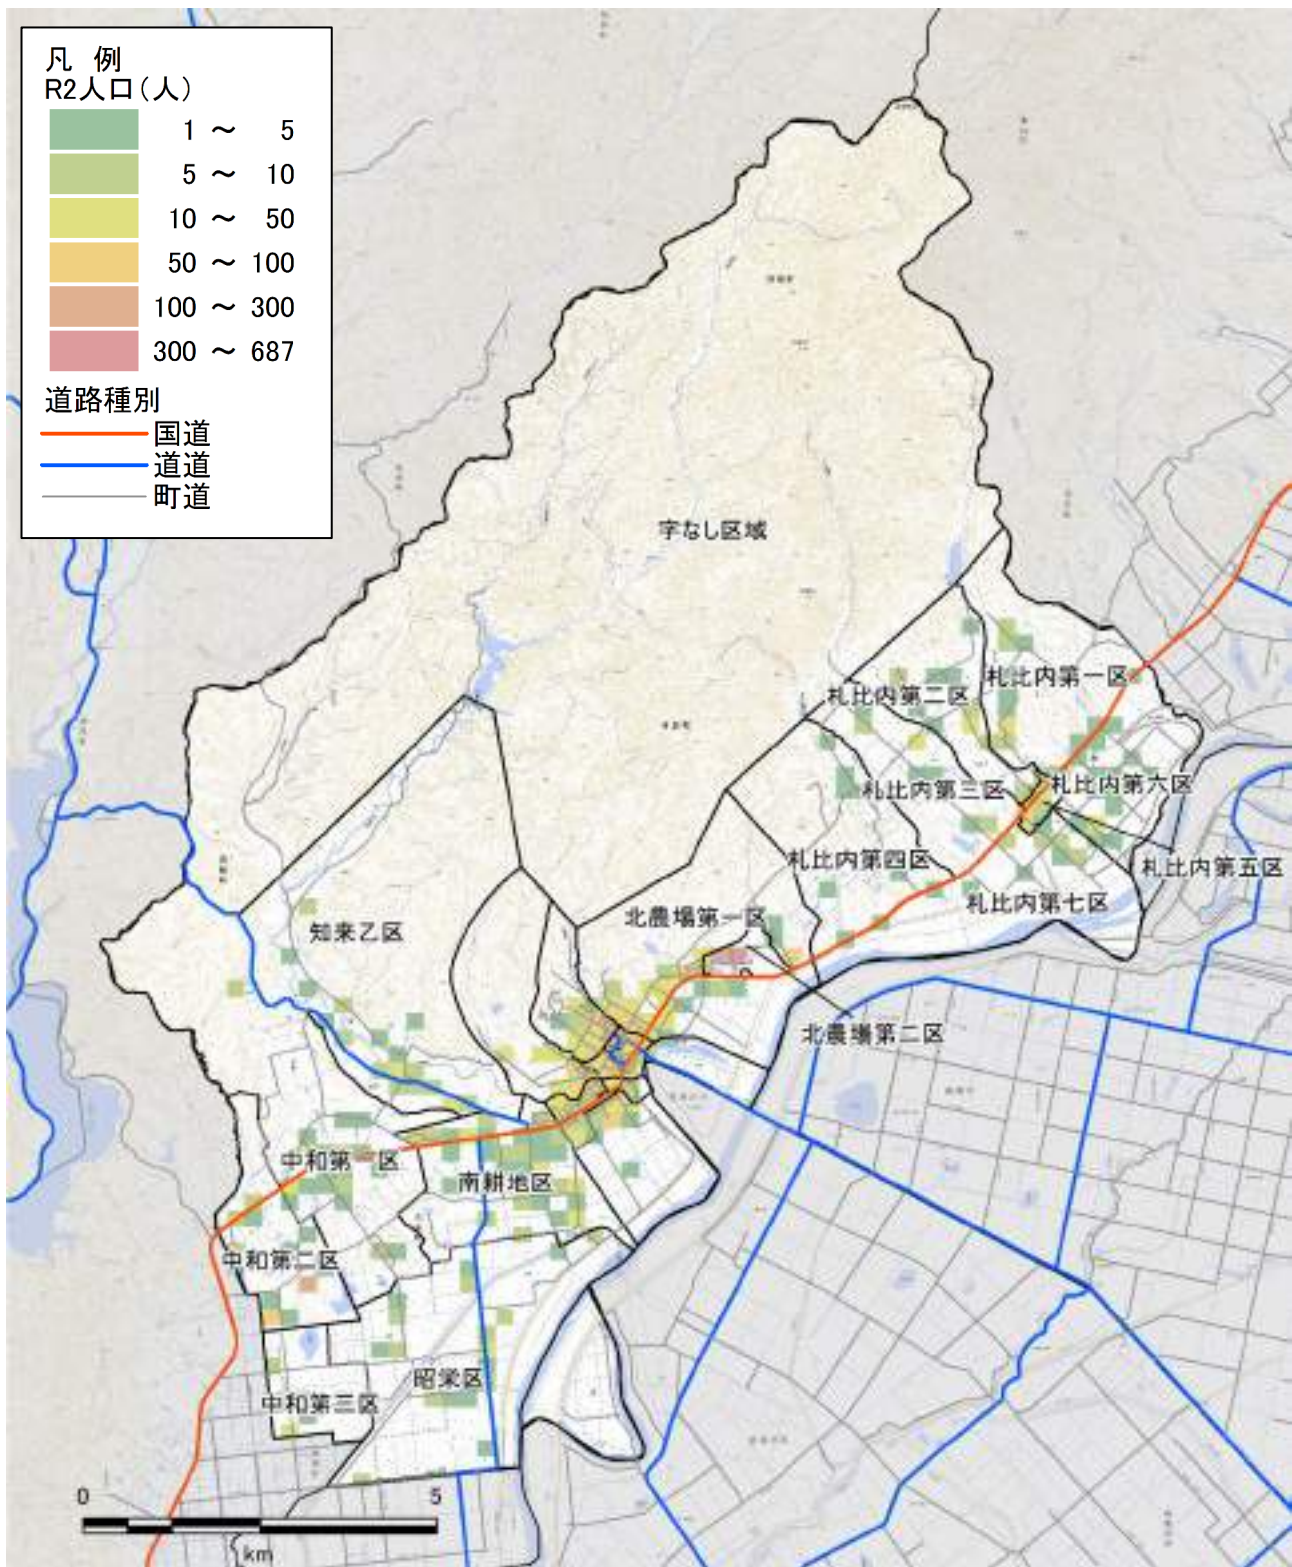 凡 例
R2人口(人)
1 ～ 5
5 ～ 10
10 ～ 50
50 ～ 100
100 ～ 300
300 ～ 687
道路種別
国道
道道
町道
字なし区域
札比内第一区
札比内第二区
札比内第六区
札比内第三区
札比内第四区
札比内第五区
札比内第七区
北農場第一区
知来乙区
北農場第二区
中和第一区
南耕地区
中和第二区
昭栄区
中和第三区
0 5
km